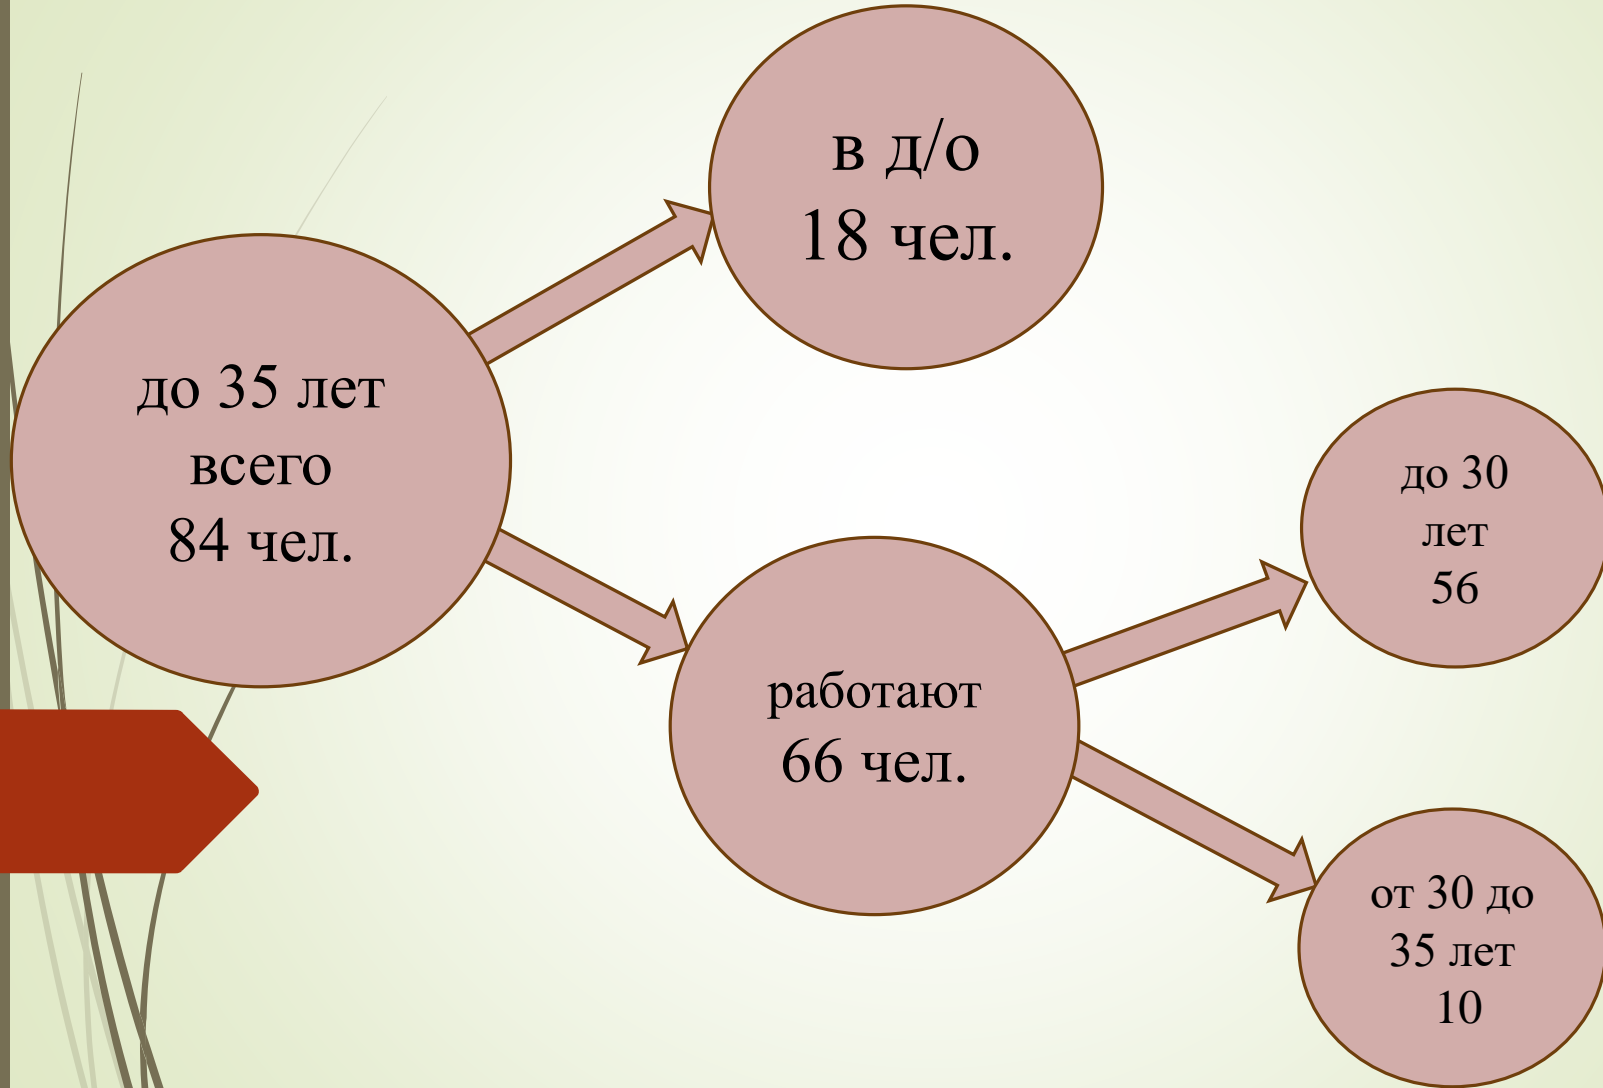 в д/о
18 чел.
до 35 лет
всего
84 чел.
до 30
лет
56
работают
66 чел.
от 30 до
35 лет
10